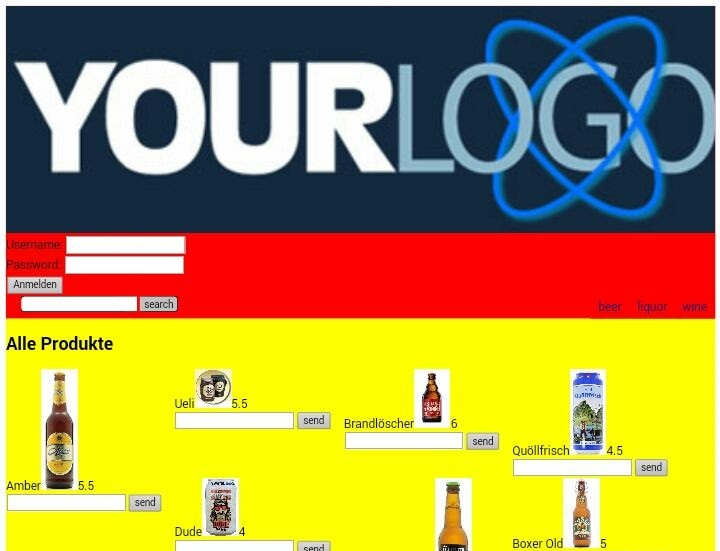 YOURLOGO
Username:
Password:
Anmelden
search
beer liquor wine
Alle Produkte
Amber 5.5
send
Ueli 5.5
send
Brandlöscher 6
send
Quöllfrisch 4.5
send
Dude 4
send
Boxer Old 5